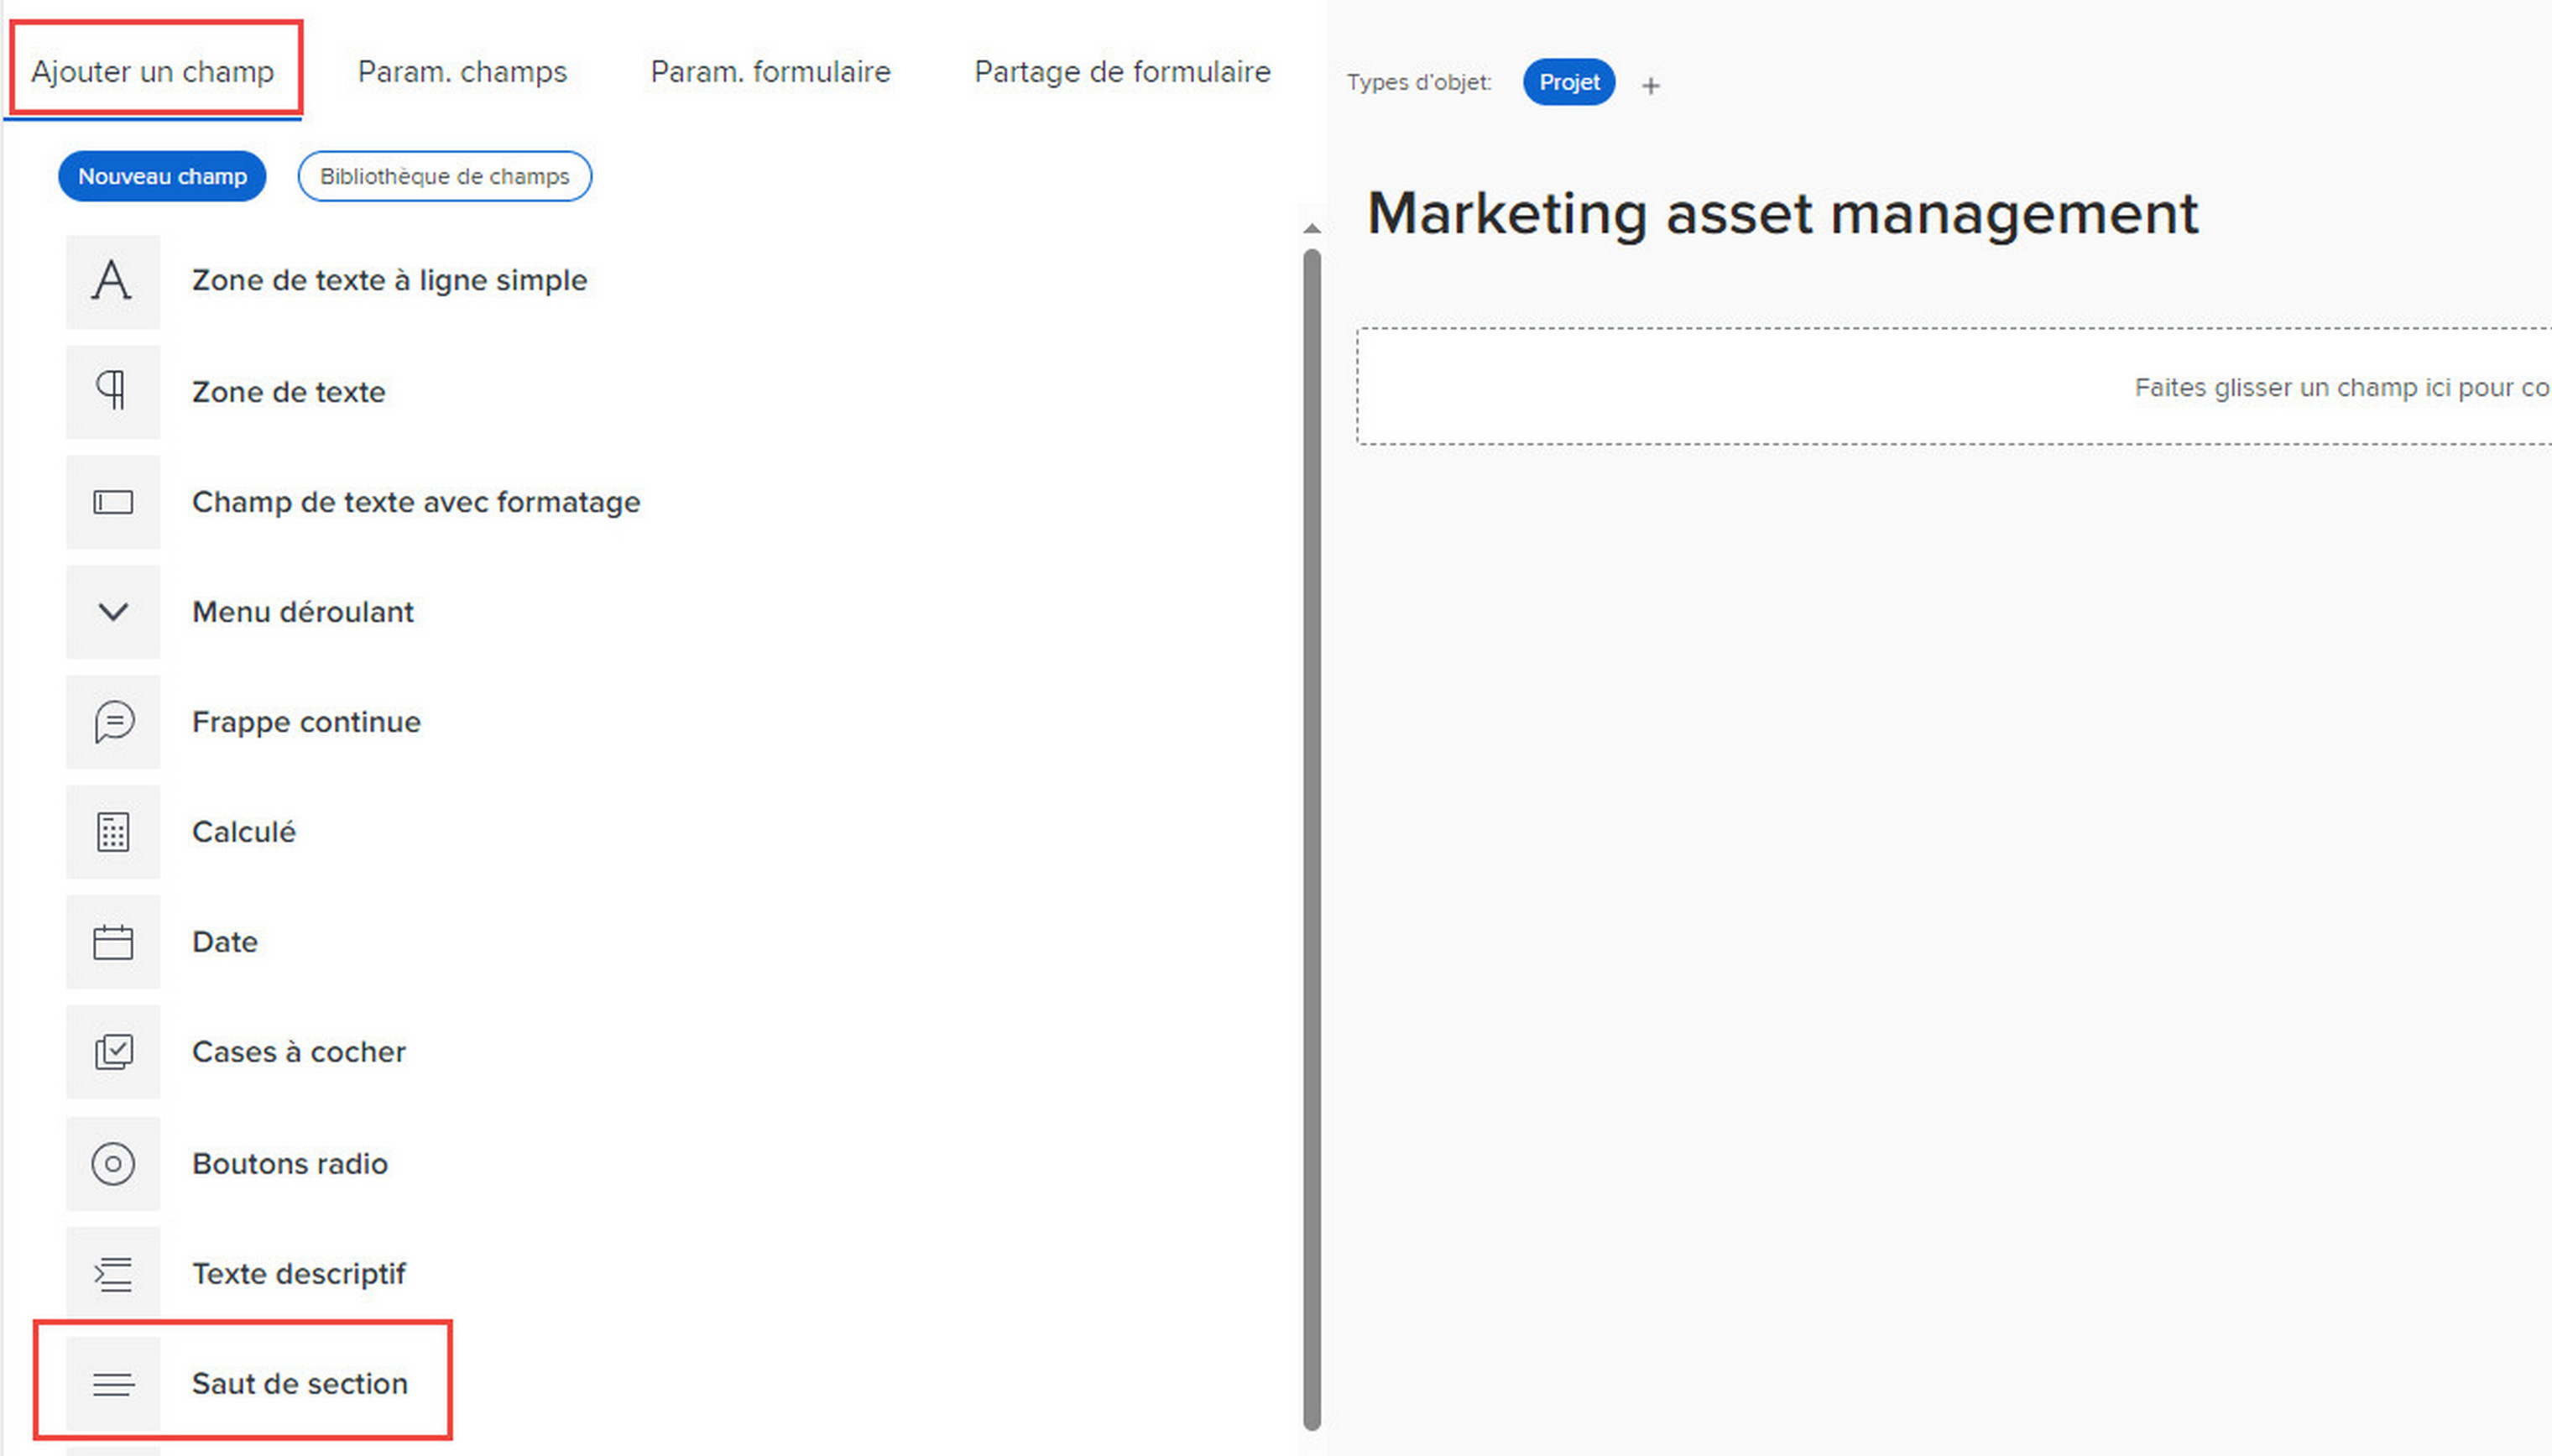 Ajouter un champ
Param. champs
Param. formulaire
Partage de formulaire
Nouveau champ
Bibliothèque de champs
Zone de texte à ligne simple
Zone de texte
Champ de texte avec formatage
Menu déroulant
Frappe continue
Calculé
Date
Cases à cocher
Boutons radio
Texte descriptif
Saut de section
Types d'objet:
Projet
+
Marketing asset management
Faites glisser un champ ici pour co